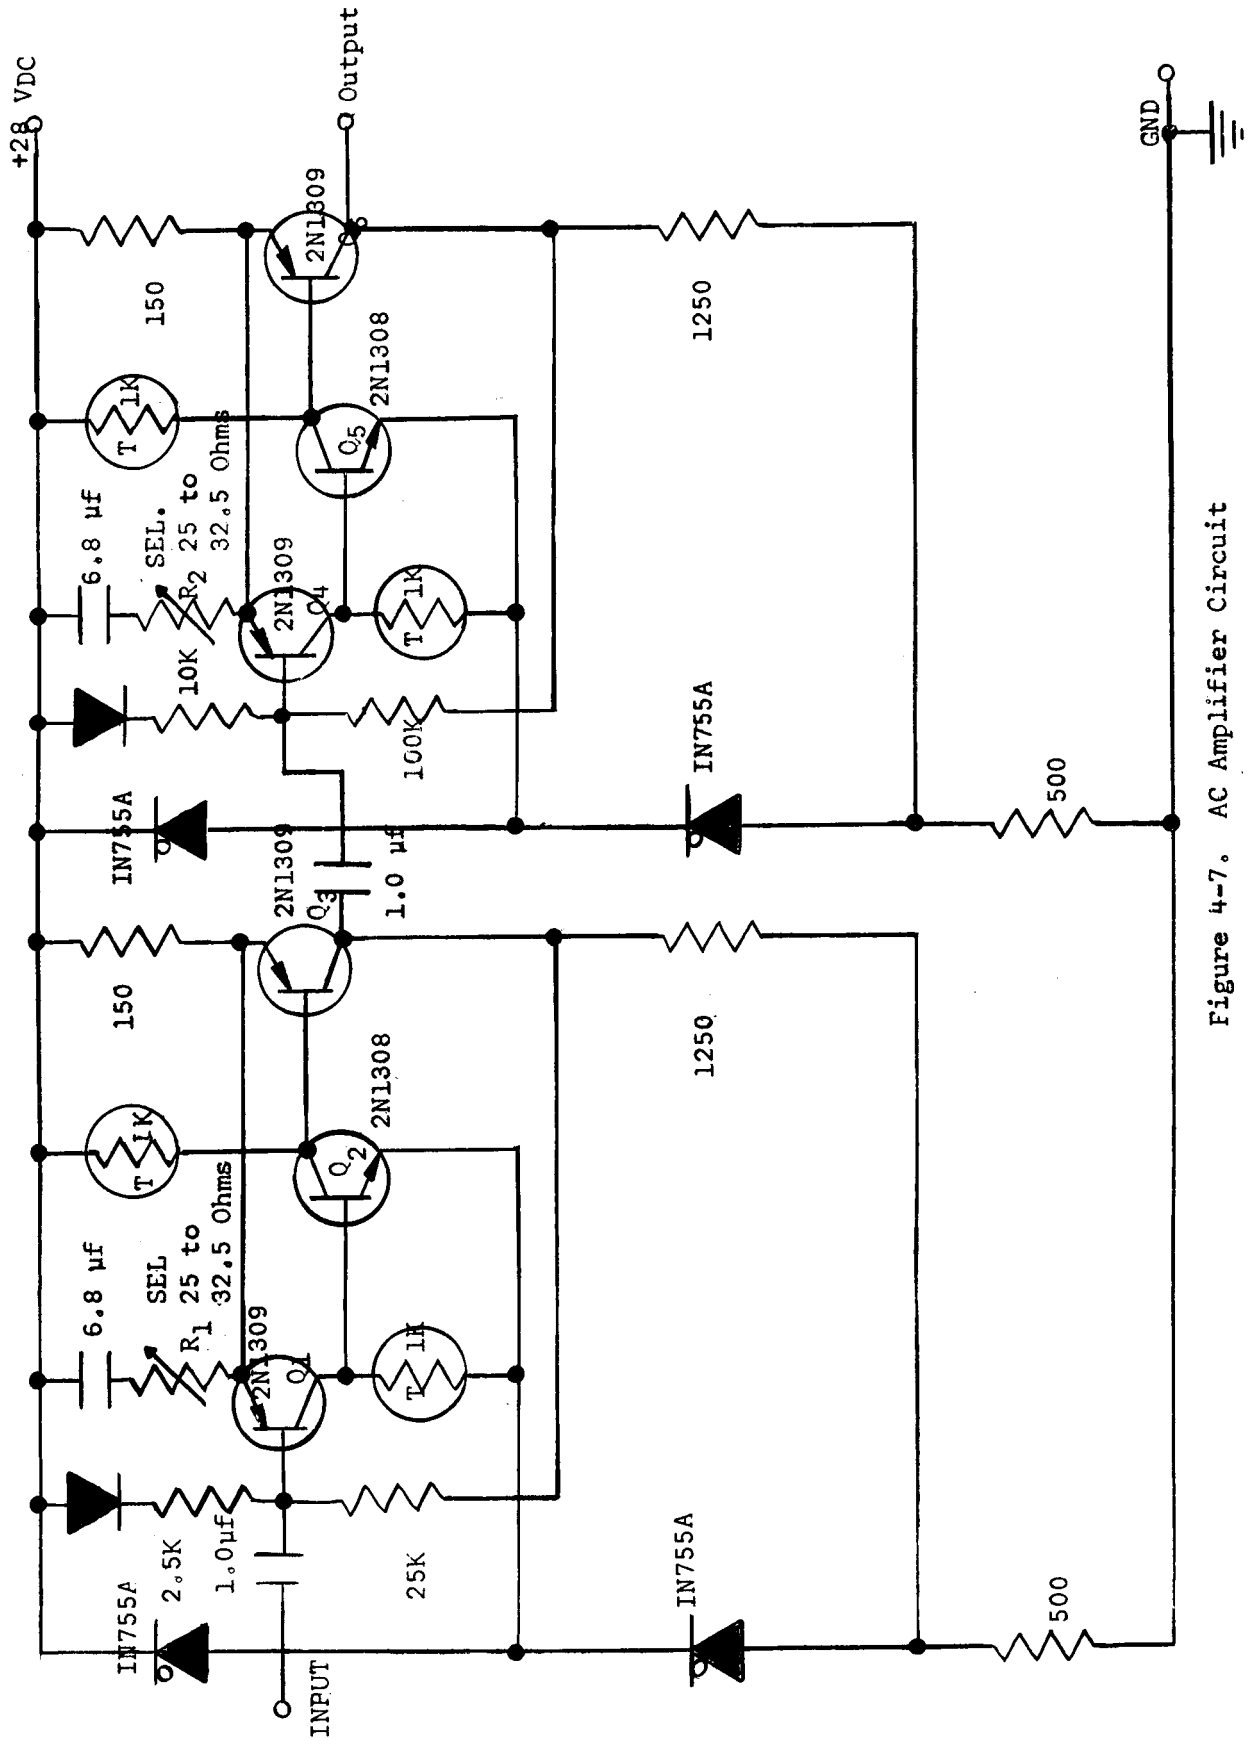 +28 VDC
Output
GND
150
2N1309
Q6
1250
1K
T
2N1308
Q5
6.8 µf
SEL.
R2 25 to
32.5 Ohms
2N1309
Q4
1K
T
10K
100K
IN755A
IN755A
500
2N1309
Q3
1.0 µf
150
1250
1K
T
2N1308
Q2
6.8 µf
SEL
R1 25 to
32.5 Ohms
2N1309
Q1
1K
T
2.5K
1.0µf
25K
IN755A
IN755A
500
INPUT
Figure 4-7. AC Amplifier Circuit